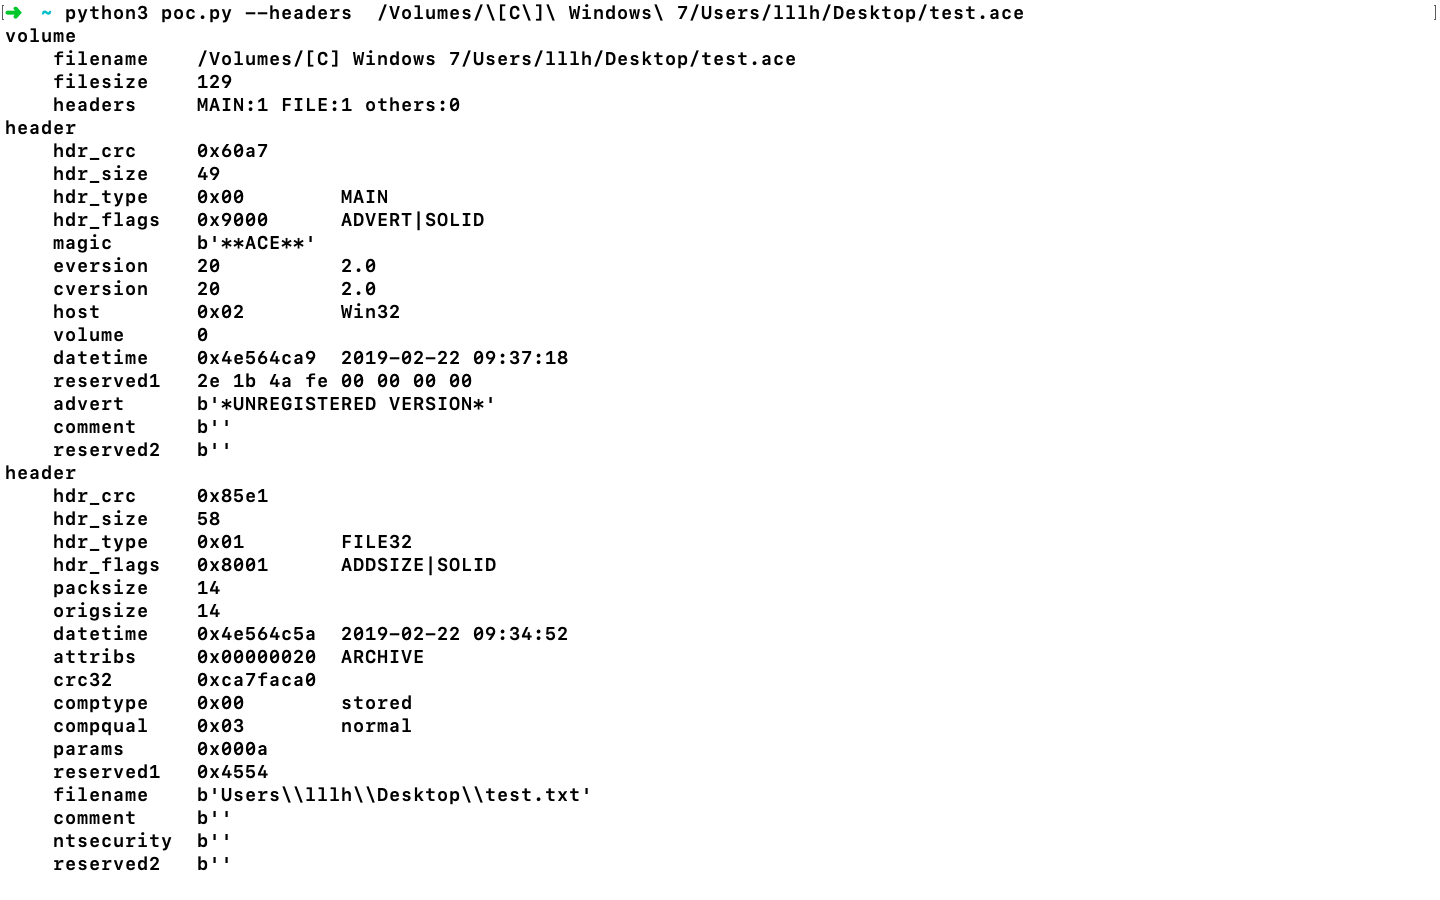 ➜  ~ python3 poc.py --headers  /Volumes/\[C\]\ Windows\ 7/Users/lllh/Desktop/test.ace
volume
    filename    /Volumes/[C] Windows 7/Users/lllh/Desktop/test.ace
    filesize    129
    headers     MAIN:1 FILE:1 others:0
header
    hdr_crc     0x60a7
    hdr_size    49
    hdr_type    0x00        MAIN
    hdr_flags   0x9000      ADVERT|SOLID
    magic       b'**ACE**'
    eversion    20          2.0
    cversion    20          2.0
    host        0x02        Win32
    volume      0
    datetime    0x4e564ca9  2019-02-22 09:37:18
    reserved1   2e 1b 4a fe 00 00 00 00
    advert      b'*UNREGISTERED VERSION*'
    comment     b''
    reserved2   b''
header
    hdr_crc     0x85e1
    hdr_size    58
    hdr_type    0x01        FILE32
    hdr_flags   0x8001      ADDSIZE|SOLID
    packsize    14
    origsize    14
    datetime    0x4e564c5a  2019-02-22 09:34:52
    attribs     0x00000020  ARCHIVE
    crc32       0xca7faca0
    comptype    0x00        stored
    compqual    0x03        normal
    params      0x000a
    reserved1   0x4554
    filename    b'Users\\lllh\\Desktop\\test.txt'
    comment     b''
    ntsecurity  b''
    reserved2   b''